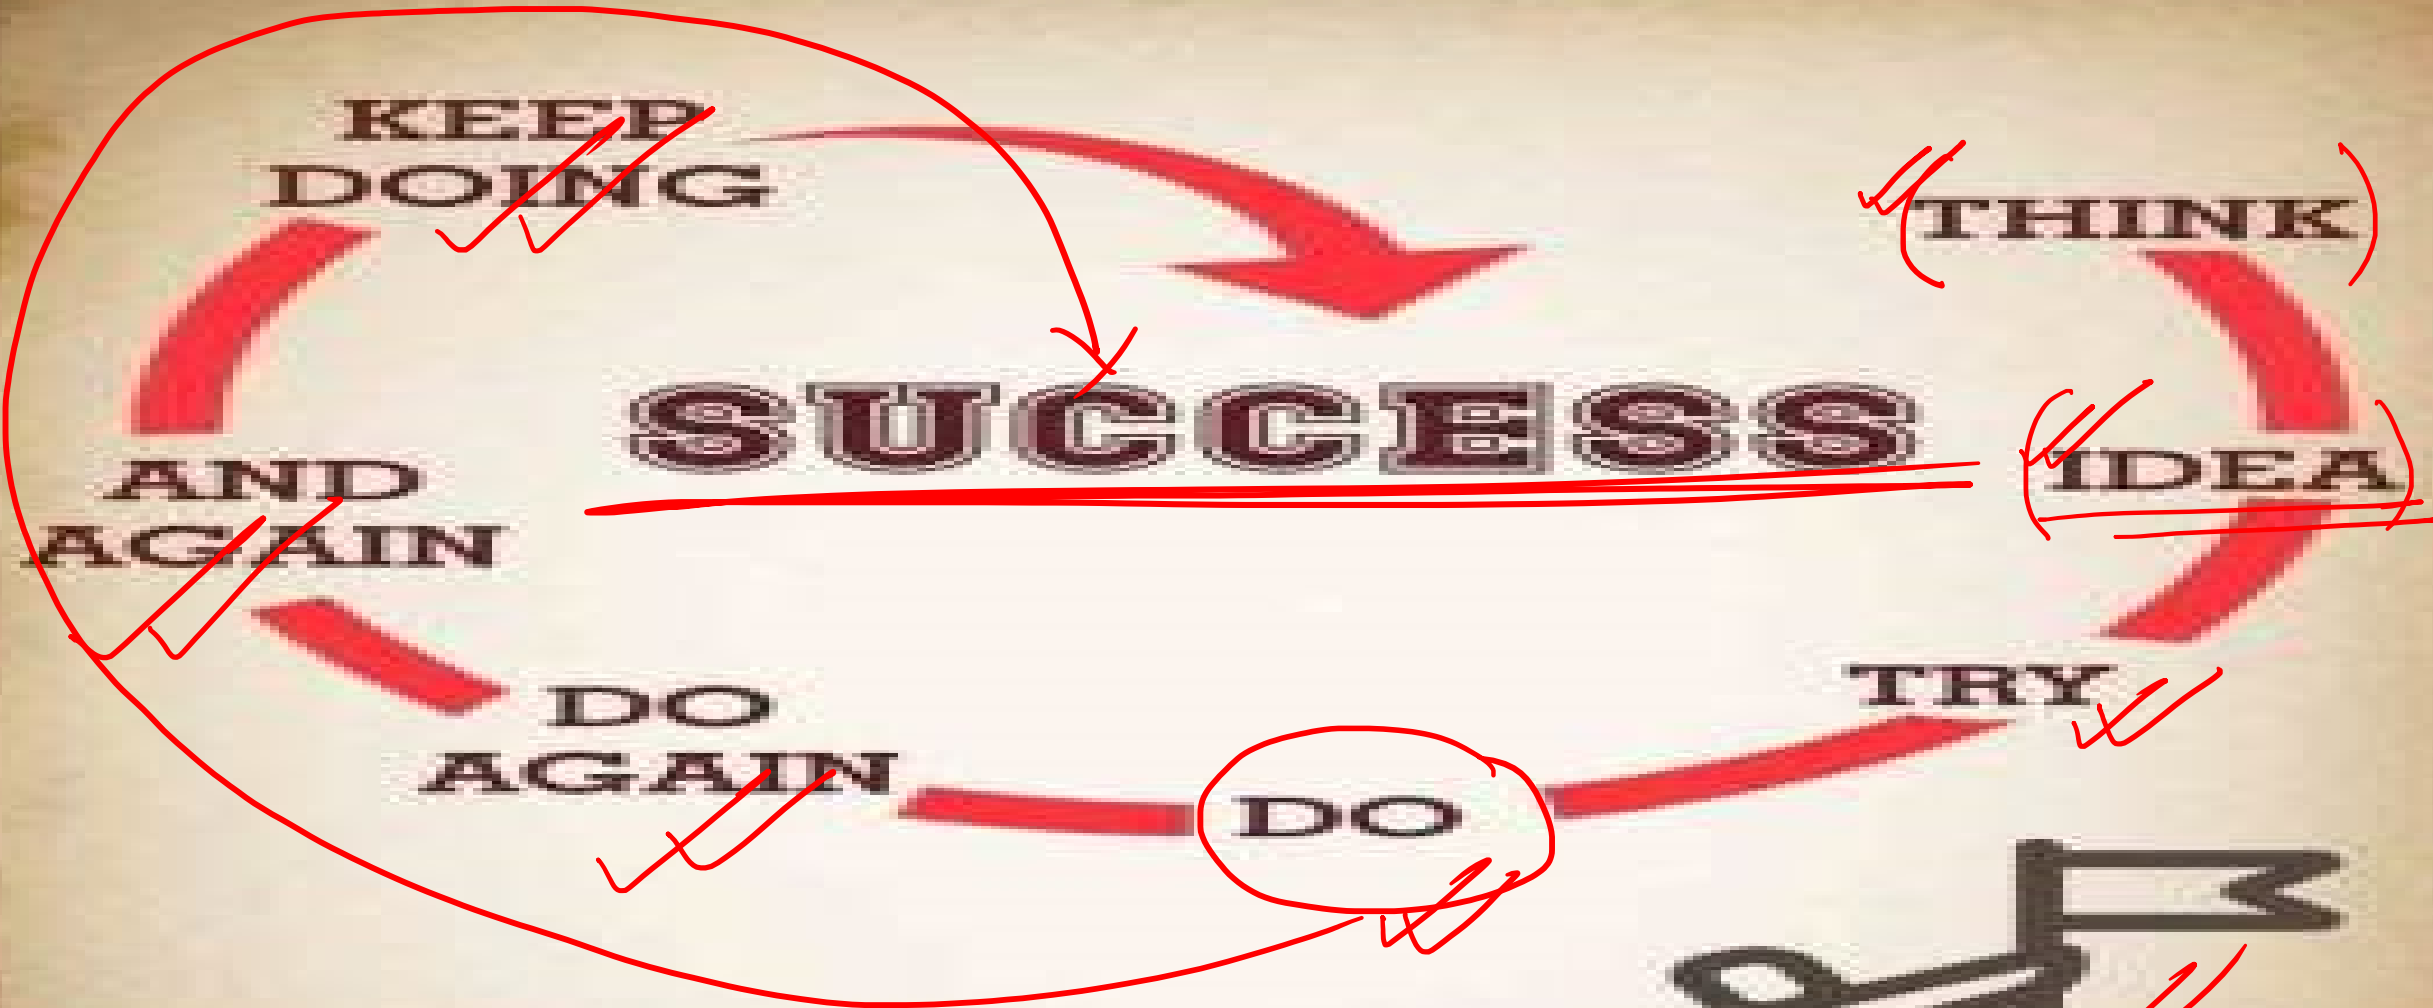 THINK
IDEA
TRY
DO
DO
AGAIN
AND
AGAIN
KEEP
DOING
SUCCESS